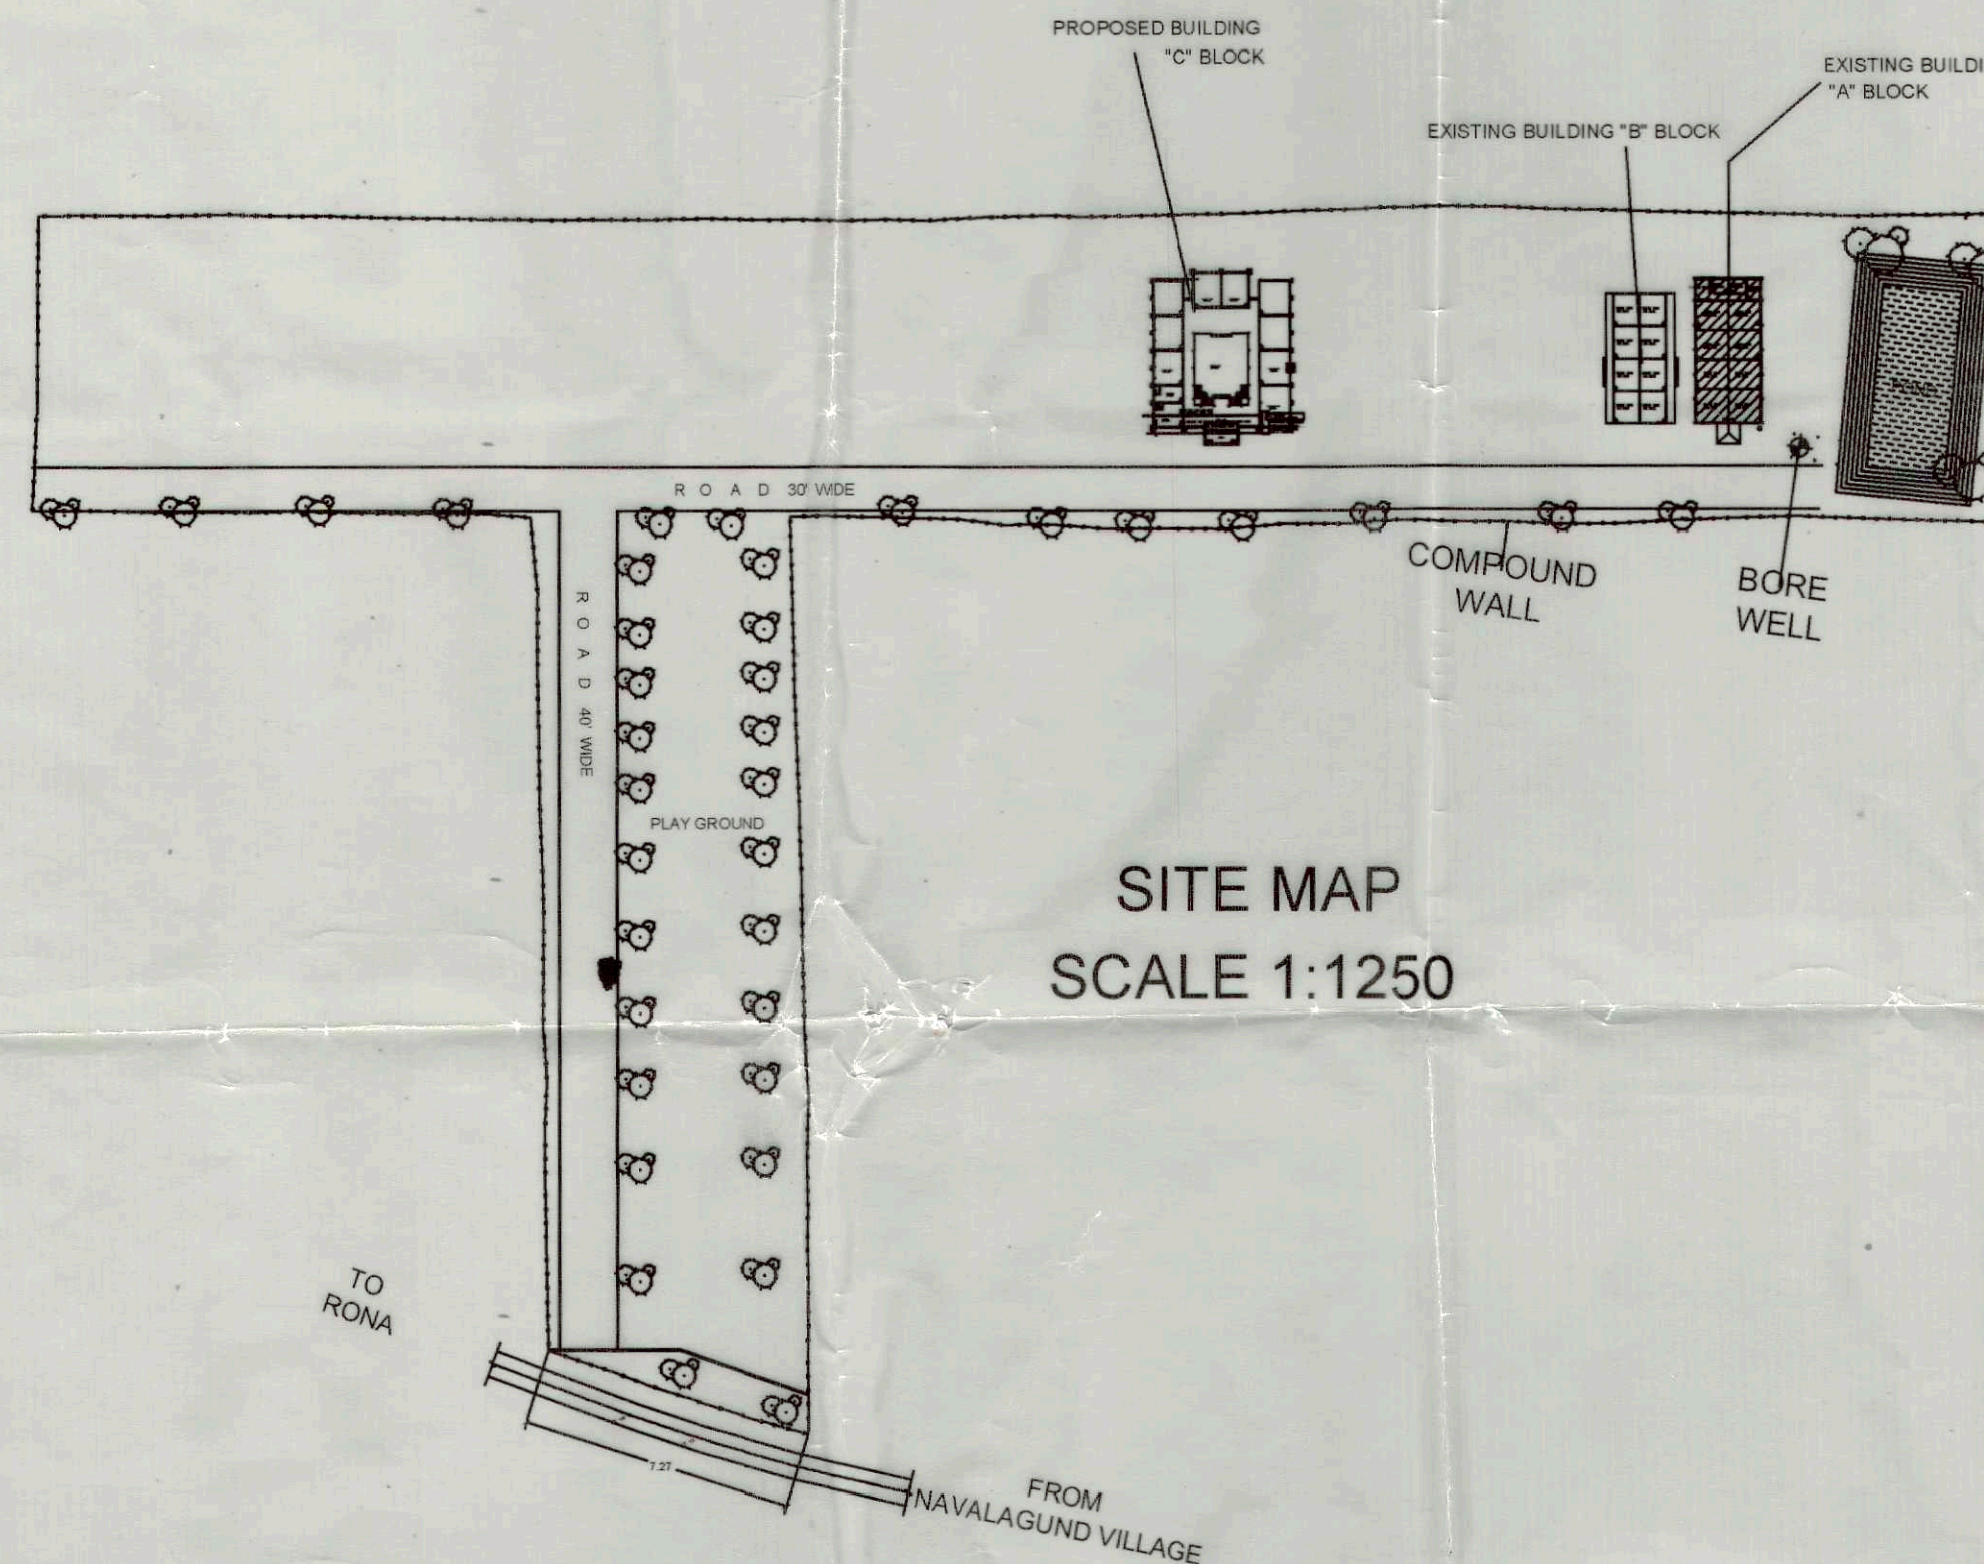 PROPOSED BUILDING
"C" BLOCK
EXISTING BUILDI
"A" BLOCK
EXISTING BUILDING "B" BLOCK
R O A D 30' WIDE
COMPOUND
WALL
BORE
WELL
R O A D 40' WIDE
PLAY GROUND
SITE MAP
SCALE 1:1250
TO
RONA
7.27
FROM
NAVALAGUND VILLAGE